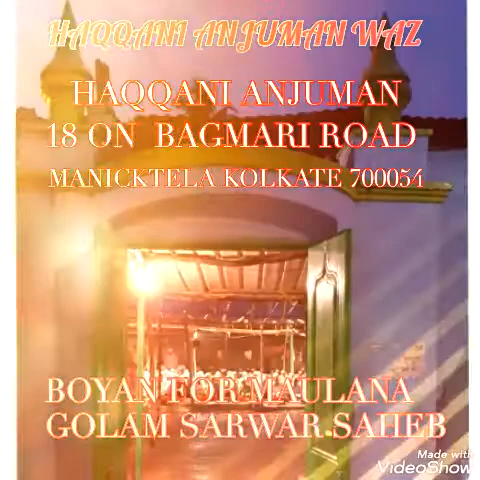 HAQQANI ANJUMAN WAZ
HAQQANI ANJUMAN
18 ON BAGMARI ROAD
MANICKTELA KOLKATE 700054
BOYAN FOR MAULANA
GOLAM SARWAR SAHEB
Made with
VideoShow